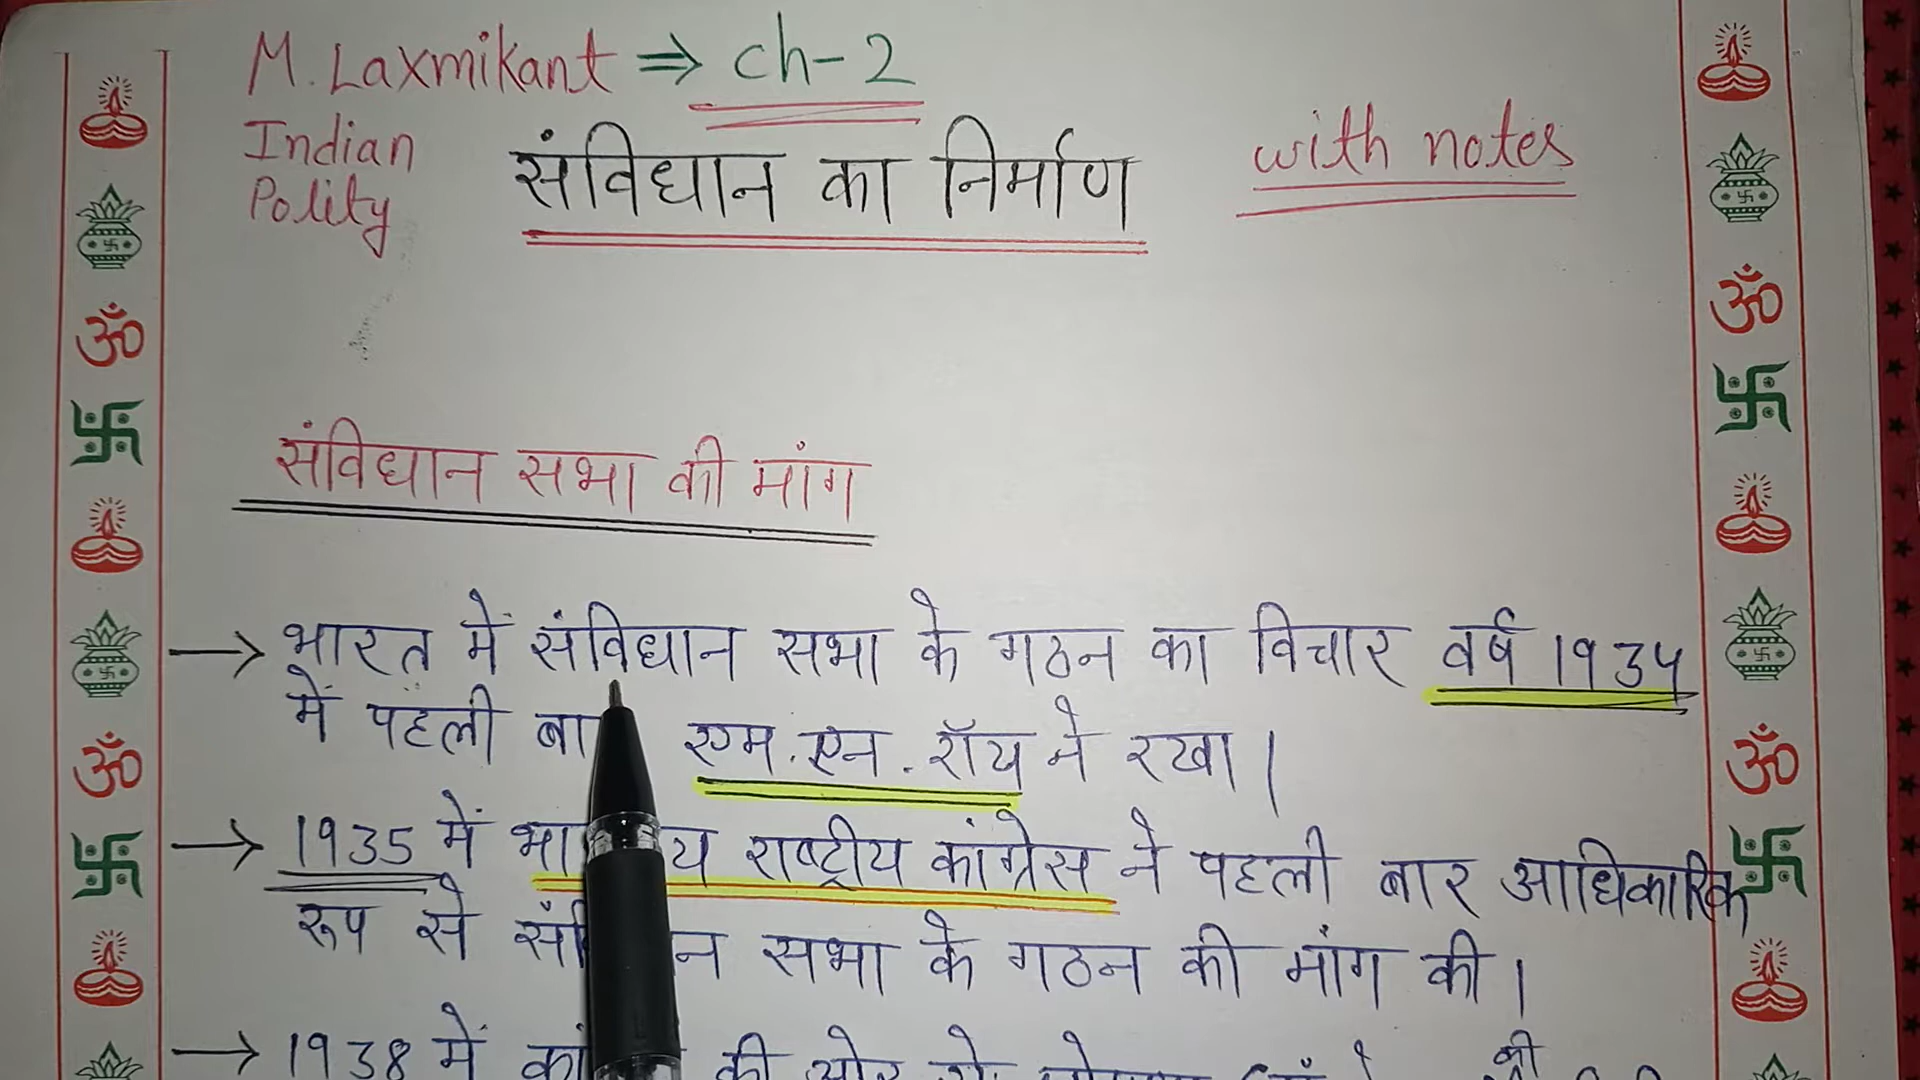 M. Laxmikant ⇒ ch-2
Indian
Polity
संविधान का निर्माण
with notes
संविधान सभा की मांग
→ भारत में संविधान सभा के गठन का विचार वर्ष 1934
में पहली बा एम.एन.रॉय ने रखा।
→ 1935 में भा य राष्ट्रीय कांग्रेस ने पहली बार आधिकारिक
रूप से सं न सभा के गठन की मांग की।
→ 1938 में की ओर से